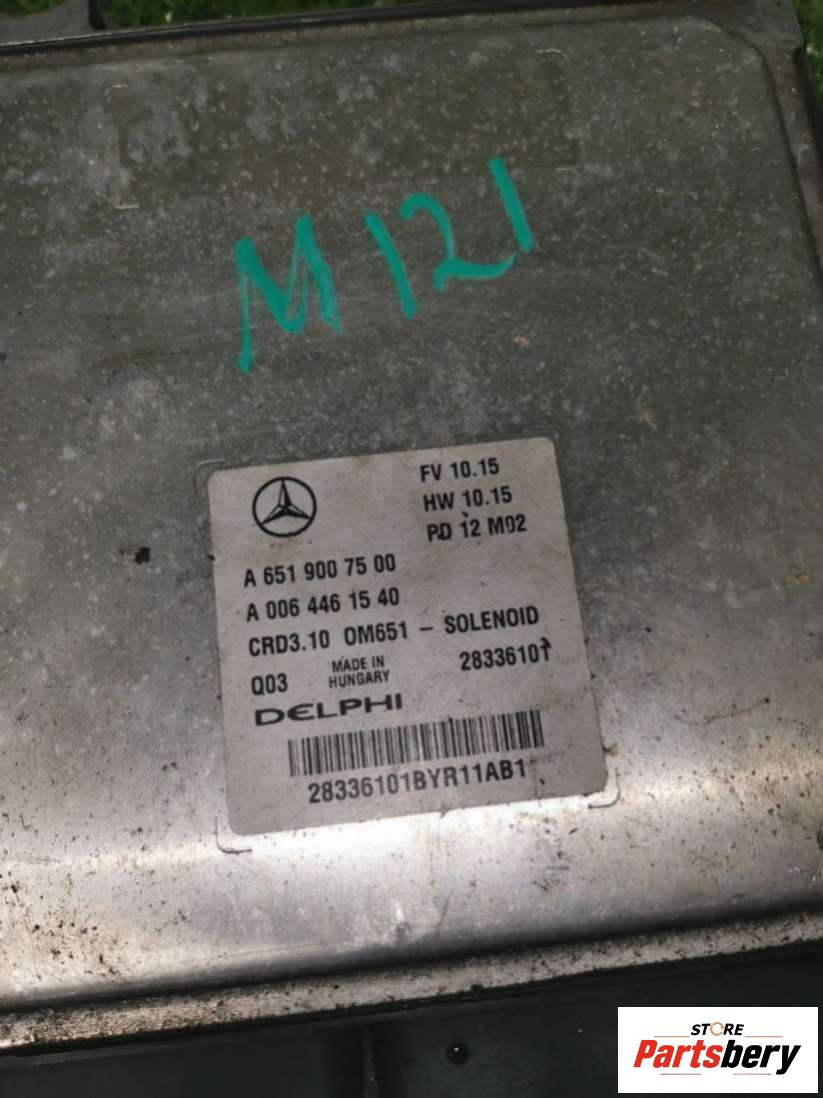 M121
FV 10.15
HW 10.15
PD 12 M02
A 651 900 75 00
A 006 446 15 40
CRD3.10 OM651 – SOLENOID
Q03 MADE IN HUNGARY 28336101
DELPHI
28336101BYR11AB1
STORE
Partsbery